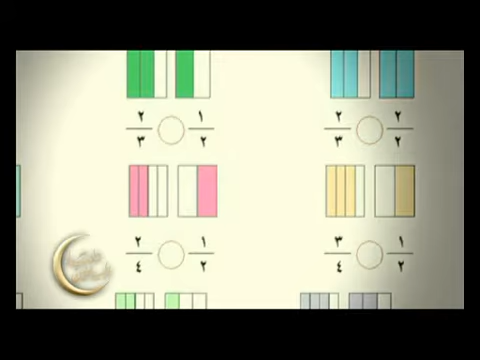 ٢ ١ ٢ ٢
٣ ٢ ٣ ٢
٢ ١ ٣ ١
٤ ٢ ٤ ٢